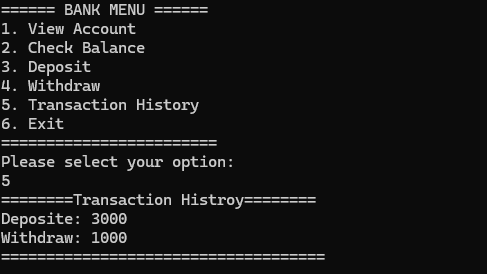 ====== BANK MENU ======
1. View Account
2. Check Balance
3. Deposit
4. Withdraw
5. Transaction History
6. Exit
========================
Please select your option:
5
========Transaction Histroy========
Deposite: 3000
Withdraw: 1000
====================================